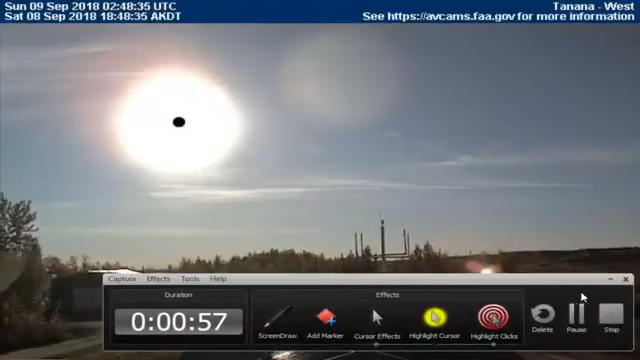 Sun 09 Sep 2018 02:48:35 UTC
Tanana - West
Sat 08 Sep 2018 18:48:35 AKDT
See https://avcams.faa.gov for more information
Capture Effects Tools Help
Duration
Effects
0:00:57
ScreenDraw Add Marker Cursor Effects Highlight Cursor Highlight Clicks Delete Pause Stop